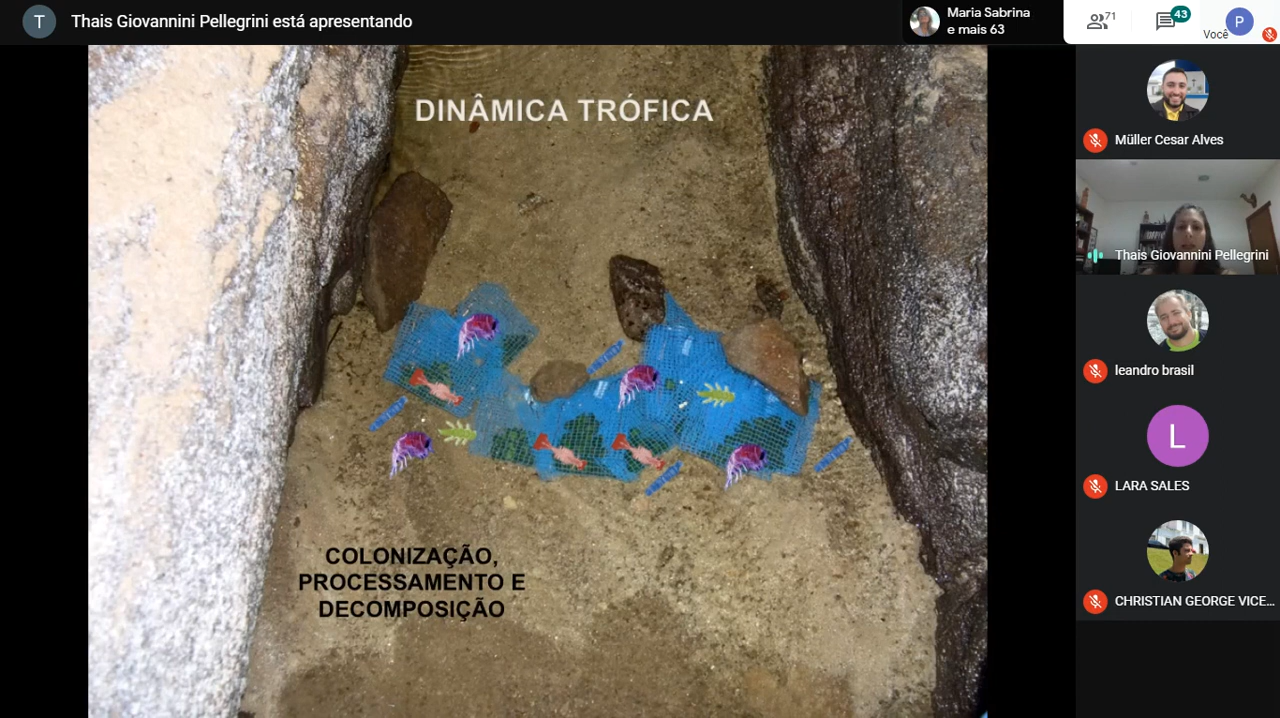 T
Thais Giovannini Pellegrini está apresentando
Maria Sabrina
e mais 63
71
43
Você
P
DINÂMICA TRÓFICA
COLONIZAÇÃO,
PROCESSAMENTO E
DECOMPOSIÇÃO
Müller Cesar Alves
Thais Giovannini Pellegrini
leandro brasil
L
LARA SALES
CHRISTIAN GEORGE VICE...